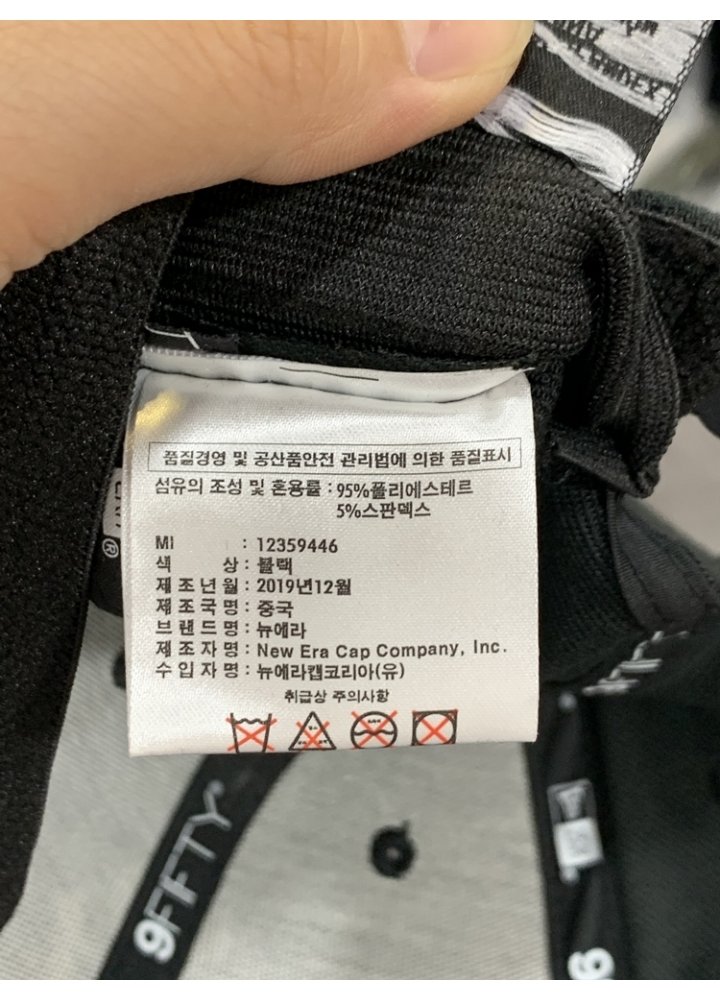 품질경영 및 공산품안전 관리법에 의한 품질표시
섬유의 조성 및 혼용률 : 95%폴리에스테르
5%스판덱스
MI : 12359446
색 상 : 블랙
제 조 년 월 : 2019년12월
제 조 국 명 : 중국
브 랜 드 명 : 뉴에라
제 조 자 명 : New Era Cap Company, Inc.
수 입 자 명 : 뉴에라캡코리아(유)
취급상 주의사항
9FIFTY